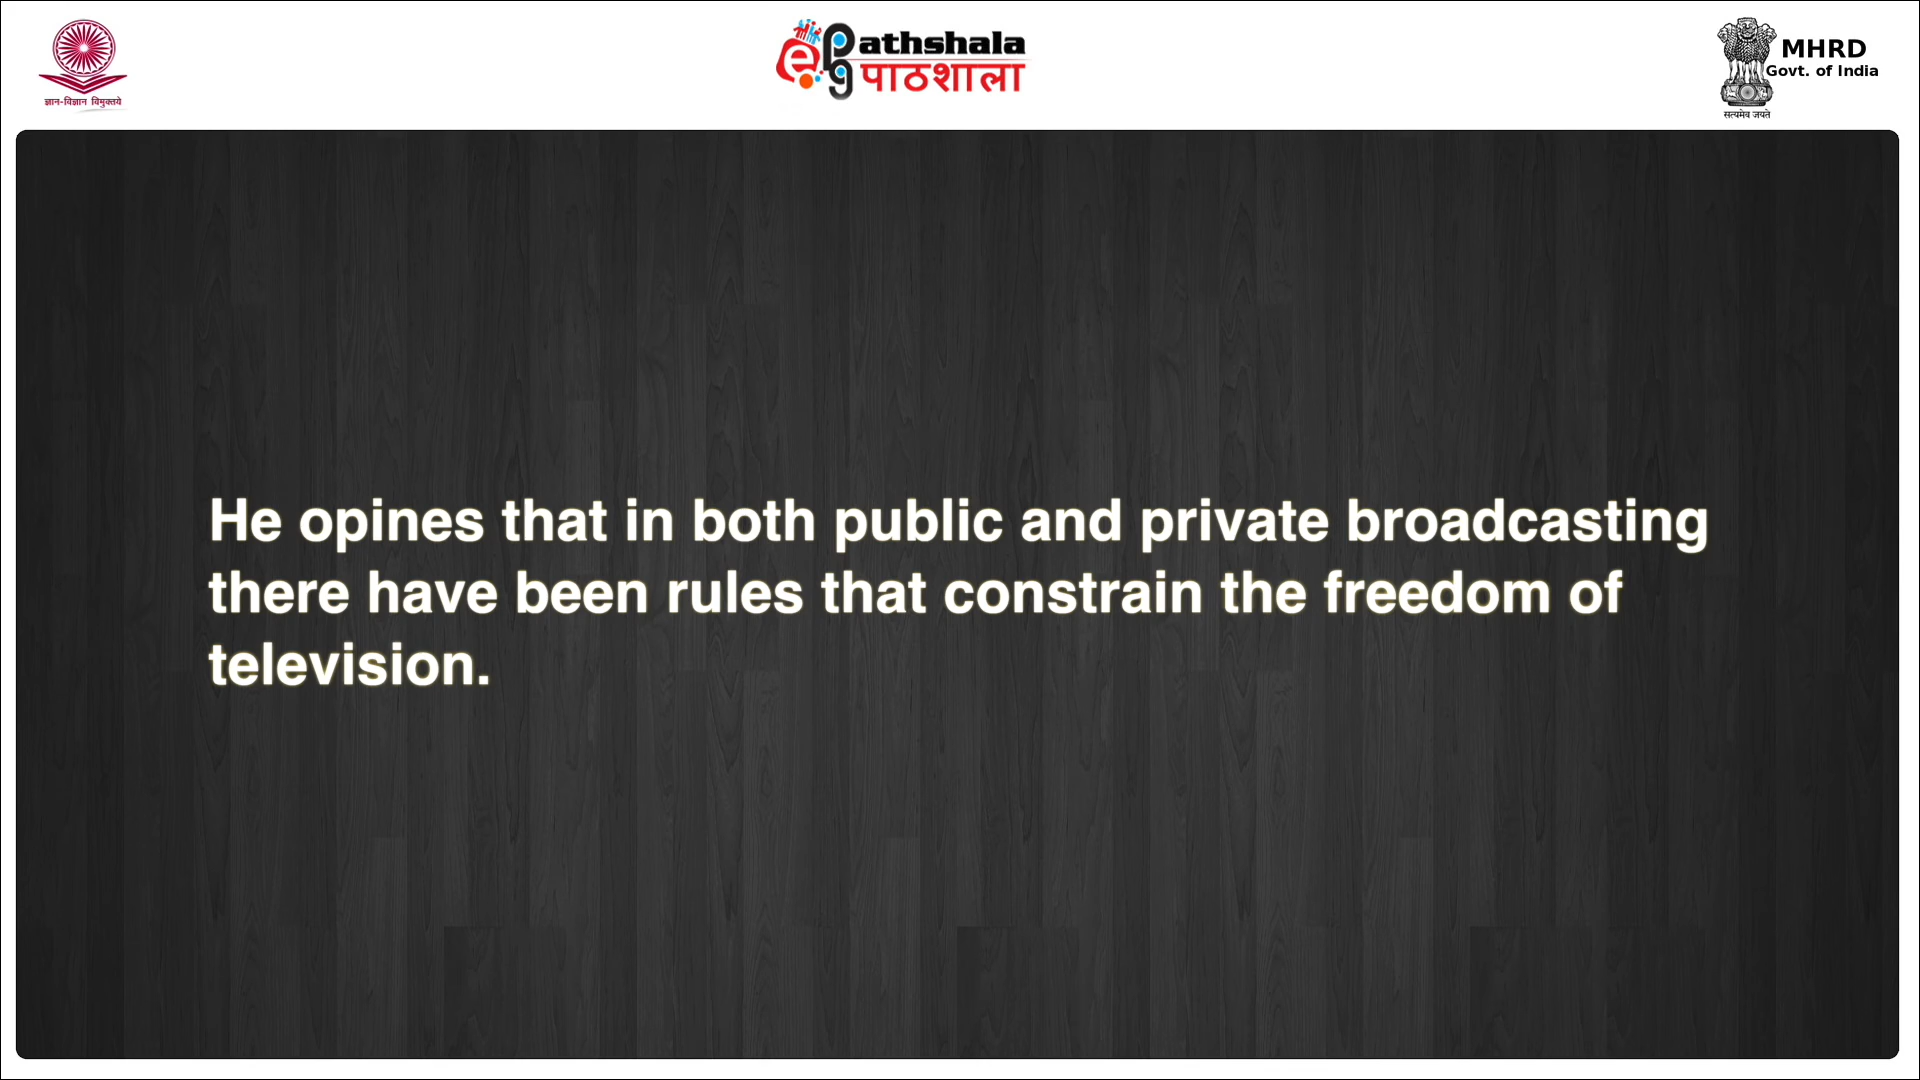 ज्ञान-विज्ञान विमुक्तये
ePG athshala
पाठशाला
MHRD
Govt. of India
सत्यमेव जयते
He opines that in both public and private broadcasting
there have been rules that constrain the freedom of
television.